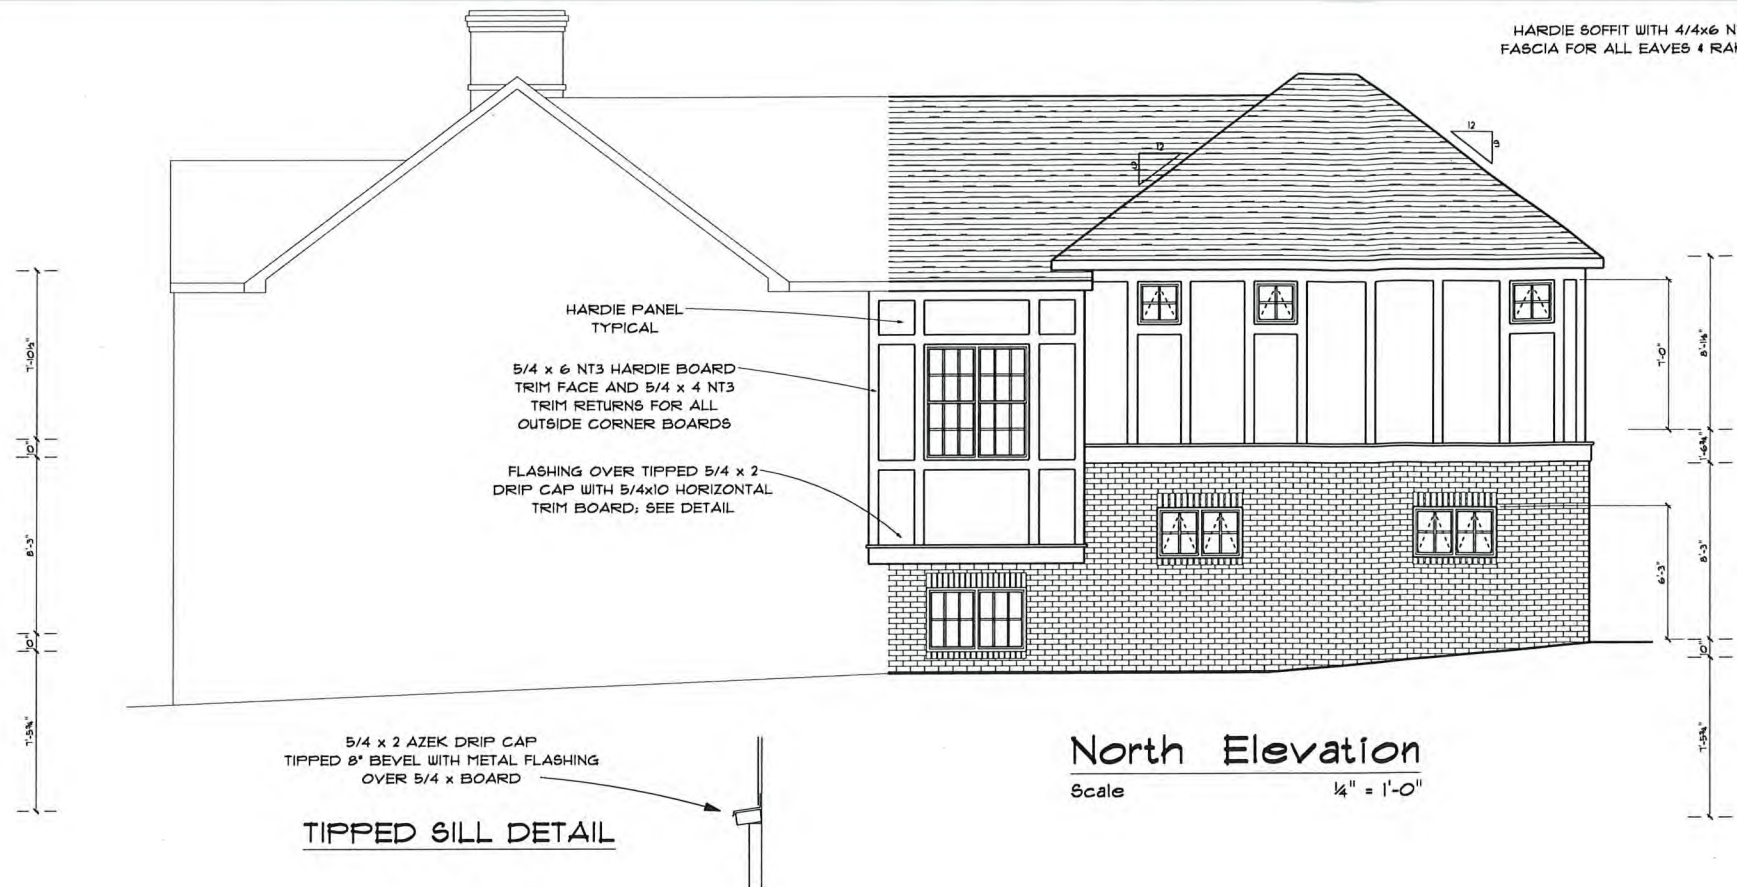 HARDIE SOFFIT WITH 4/4x6 N
FASCIA FOR ALL EAVES &
12
9
12
9
HARDIE PANEL
TYPICAL
5/4 x 6 NT3 HARDIE BOARD
TRIM FACE AND 5/4 x 4 NT3
TRIM RETURNS FOR ALL
OUTSIDE CORNER BOARDS
FLASHING OVER TIPPED 5/4 x 2
DRIP CAP WITH 5/4x10 HORIZONTAL
TRIM BOARD; SEE DETAIL
7'-10½"
10"
8'-3"
10"
7'-5¾"
7'-0"
8'-1½"
1'-6¾"
6'-3"
8'-3"
10"
7'-5¾"
5/4 x 2 AZEK DRIP CAP
TIPPED 8° BEVEL WITH METAL FLASHING
OVER 5/4 x BOARD
TIPPED SILL DETAIL
North Elevation
Scale ¼" = 1'-0"